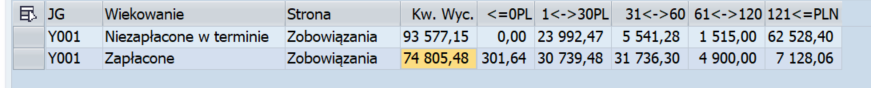 JG Wiekowanie Strona Kw. Wyc. <=0PL 1<->30PL 31<->60 61<->120 121<=PLN
Y001 Niezapłacone w terminie Zobowiązania 93 577,15 0,00 23 992,47 5 541,28 1 515,00 62 528,40
Y001 Zapłacone Zobowiązania 74 805,48 301,64 30 739,48 31 736,30 4 900,00 7 128,06